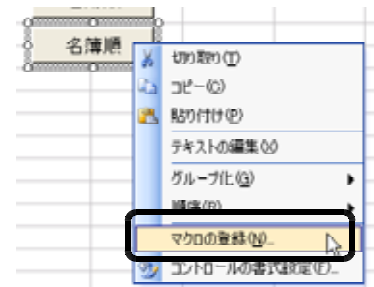 名簿順
切り取り(T)
コピー(C)
貼り付け(P)
テキストの編集(X)
グループ化(G)
順序(R)
マクロの登録(N)...
コントロールの書式設定(F)...